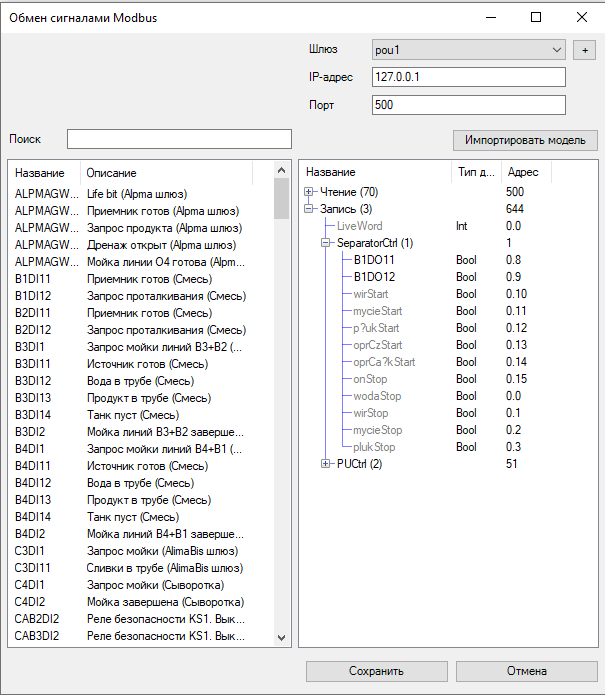 Обмен сигналами Modbus
Шлюз pou1 +
IP-адрес 127.0.0.1
Порт 500
Поиск
Импортировать модель
Название Описание
ALPMAGW... Life bit (Alpma шлюз)
ALPMAGW... Приемник готов (Alpma шлюз)
ALPMAGW... Запрос продукта (Alpma шлюз)
ALPMAGW... Дренаж открыт (Alpma шлюз)
ALPMAGW... Мойка линии O4 готова (Alpm...
B1DI11 Приемник готов (Смесь)
B1DI12 Запрос проталкивания (Смесь)
B2DI11 Приемник готов (Смесь)
B2DI12 Запрос проталкивания (Смесь)
B3DI1 Запрос мойки линий B3+B2 (...
B3DI11 Источник готов (Смесь)
B3DI12 Вода в трубе (Смесь)
B3DI13 Продукт в трубе (Смесь)
B3DI14 Танк пуст (Смесь)
B3DI2 Мойка линий B3+B2 заверше...
B4DI1 Запрос мойки линий B4+B1 (...
B4DI11 Источник готов (Смесь)
B4DI12 Вода в трубе (Смесь)
B4DI13 Продукт в трубе (Смесь)
B4DI14 Танк пуст (Смесь)
B4DI2 Мойка линий B4+B1 заверше...
C3DI1 Запрос мойки (AlimaBis шлюз)
C3DI11 Сливки в трубе (AlimaBis шлюз)
C4DI1 Запрос мойки (Сыворотка)
C4DI2 Мойка завершена (Сыворотка)
CAB2DI2 Реле безопасности KS1. Вык...
CAB3DI2 Реле безопасности KS1. Вык...
Название Тип д... Адрес
Чтение (70) 500
Запись (3) 644
LiveWord Int 0.0
SeparatorCtrl (1) 1
B1DO11 Bool 0.8
B1DO12 Bool 0.9
wirStart Bool 0.10
mycieStart Bool 0.11
p?ukStart Bool 0.12
oprCzStart Bool 0.13
oprCa?kStart Bool 0.14
onStop Bool 0.15
wodaStop Bool 0.0
wirStop Bool 0.1
mycieStop Bool 0.2
plukStop Bool 0.3
PUCtrl (2) 51
Сохранить Отмена